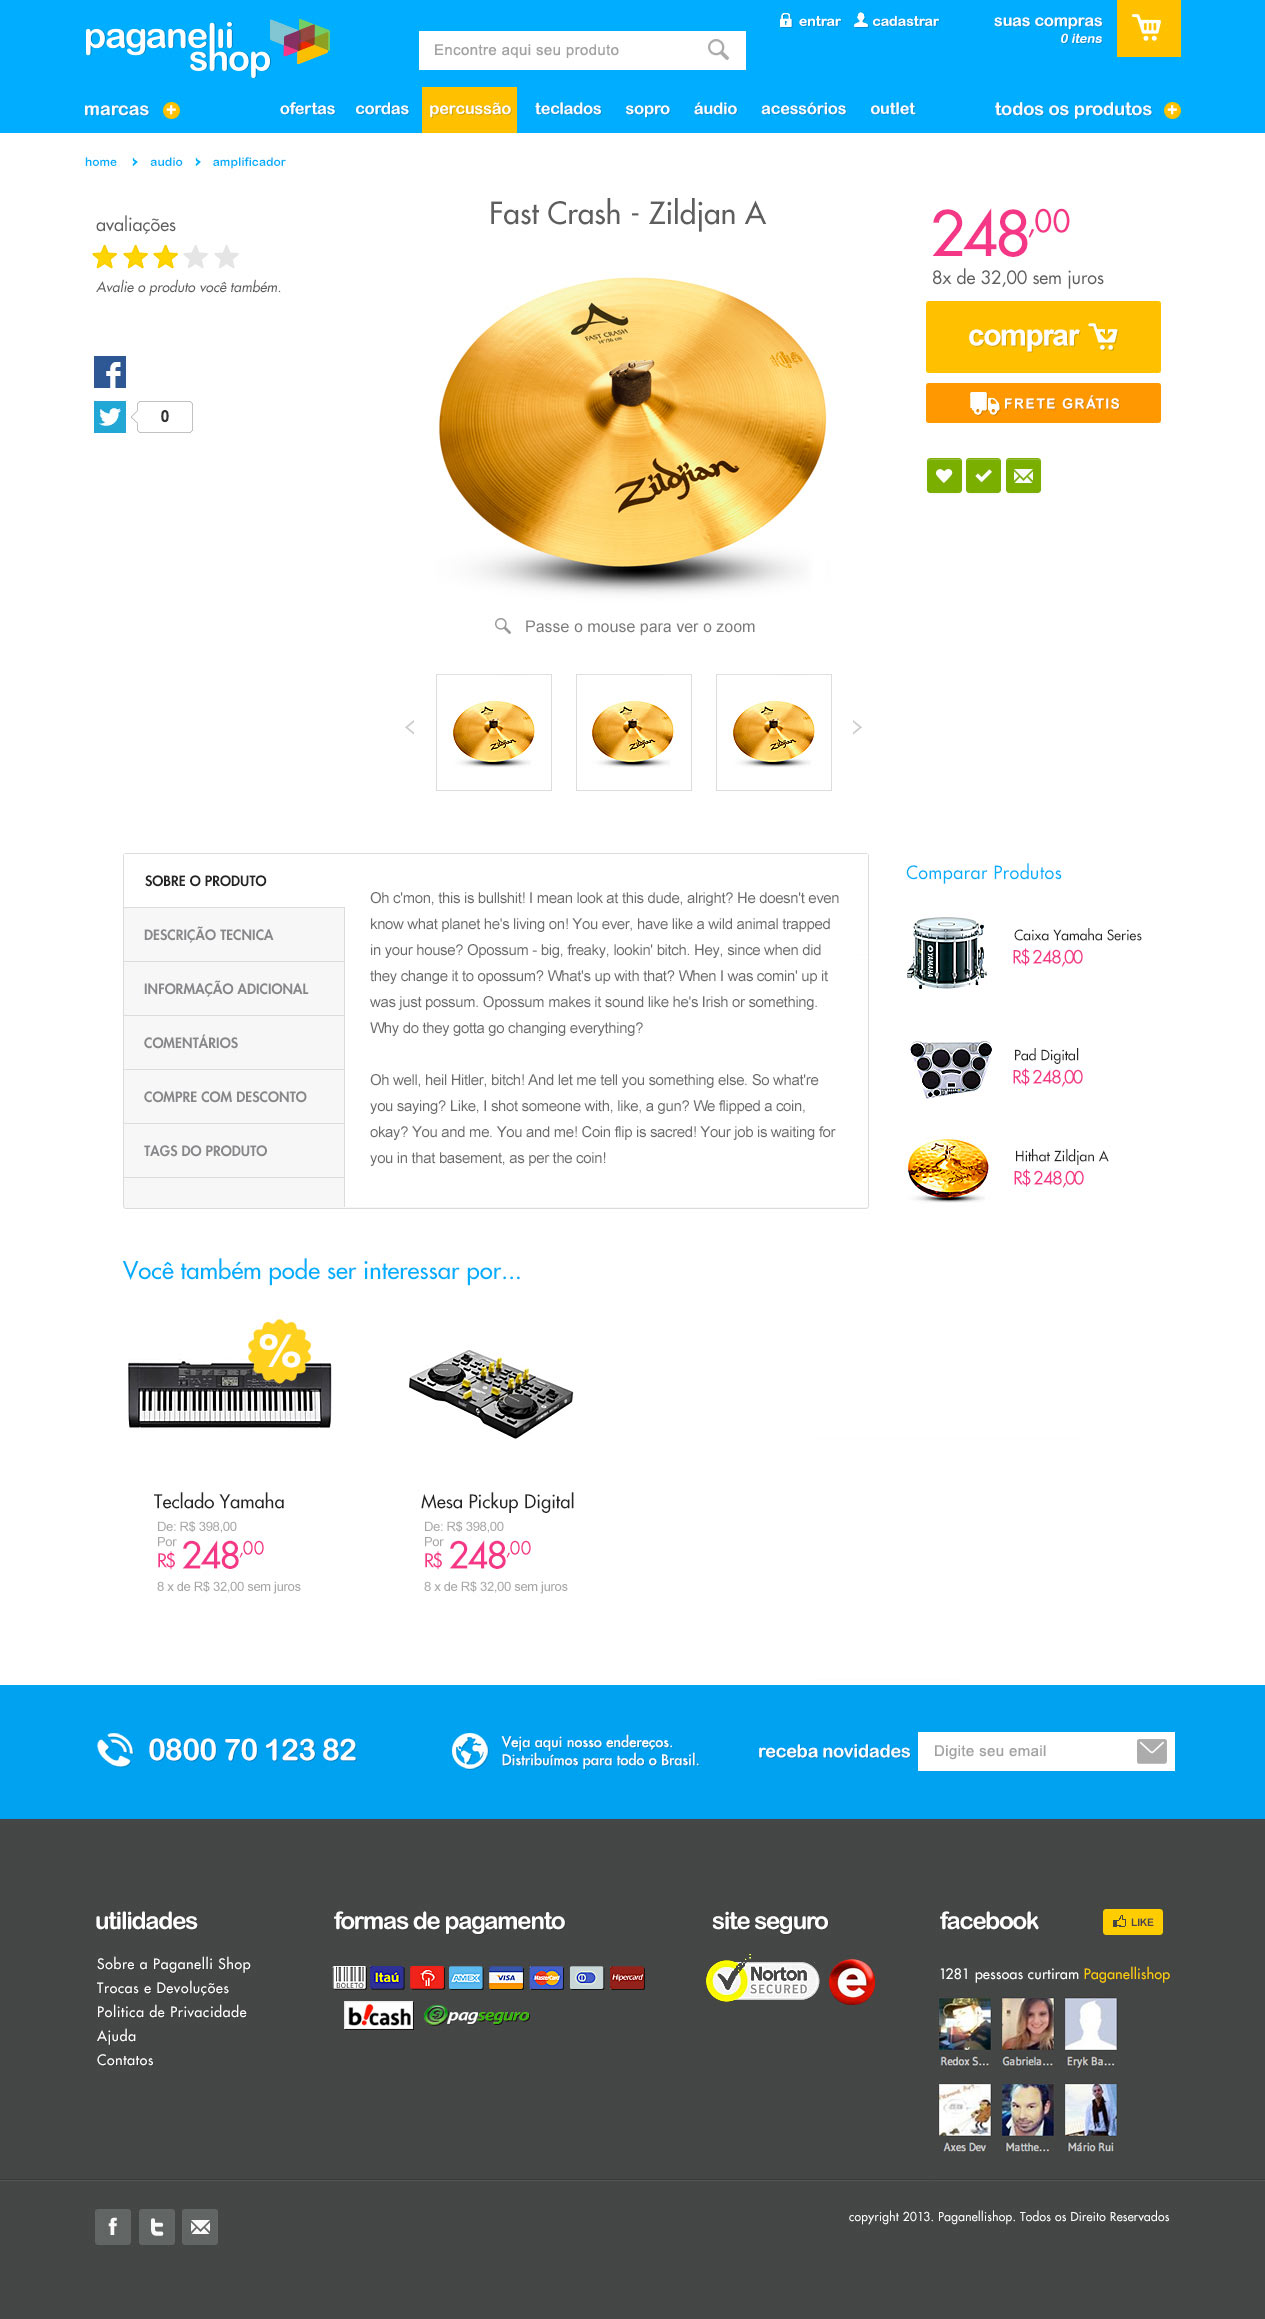 paganelli
shop
Encontre aqui seu produto
entrar
cadastrar
suas compras
0 itens
marcas
ofertas
cordas
percussão
teclados
sopro
áudio
acessórios
outlet
todos os produtos
home > audio > amplificador
avaliações
Avalie o produto você também.
0
Fast Crash - Zildjan A
A
FAST CRASH
14"/36 cm
Zildjian
248,00
8x de 32,00 sem juros
comprar
FRETE GRÁTIS
Passe o mouse para ver o zoom
Zildjian
Zildjian
Zildjian
SOBRE O PRODUTO
DESCRIÇÃO TECNICA
INFORMAÇÃO ADICIONAL
COMENTÁRIOS
COMPRE COM DESCONTO
TAGS DO PRODUTO
Oh c'mon, this is bullshit! I mean look at this dude, alright? He doesn't even
know what planet he's living on! You ever, have like a wild animal trapped
in your house? Opossum - big, freaky, lookin' bitch. Hey, since when did
they change it to opossum? What's up with that? When I was comin' up it
was just possum. Opossum makes it sound like he's Irish or something.
Why do they gotta go changing everything?
Oh well, heil Hitler, bitch! And let me tell you something else. So what're
you saying? Like, I shot someone with, like, a gun? We flipped a coin,
okay? You and me. You and me! Coin flip is sacred! Your job is waiting for
you in that basement, as per the coin!
Comparar Produtos
YAMAHA
Caixa Yamaha Series
R$ 248,00
Pad Digital
R$ 248,00
Zildjian
Hithat Zildjan A
R$ 248,00
Você também pode ser interessar por...
%
Teclado Yamaha
De: R$ 398,00
Por
R$ 248,00
8 x de R$ 32,00 sem juros
Mesa Pickup Digital
De: R$ 398,00
Por
R$ 248,00
8 x de R$ 32,00 sem juros
0800 70 123 82
Veja aqui nosso endereços.
Distribuímos para todo o Brasil.
receba novidades
Digite seu email
utilidades
Sobre a Paganelli Shop
Trocas e Devoluções
Politica de Privacidade
Ajuda
Contatos
formas de pagamento
BOLETO
Itaú
AMEX
VISA
MasterCard
Hipercard
b!cash
pagseguro
site seguro
Norton
SECURED
e
facebook
LIKE
1281 pessoas curtiram Paganellishop
Redox S...
Gabriela...
Eryk Ba...
Axes Dev
Matthe...
Mário Rui
copyright 2013. Paganellishop. Todos os Direito Reservados